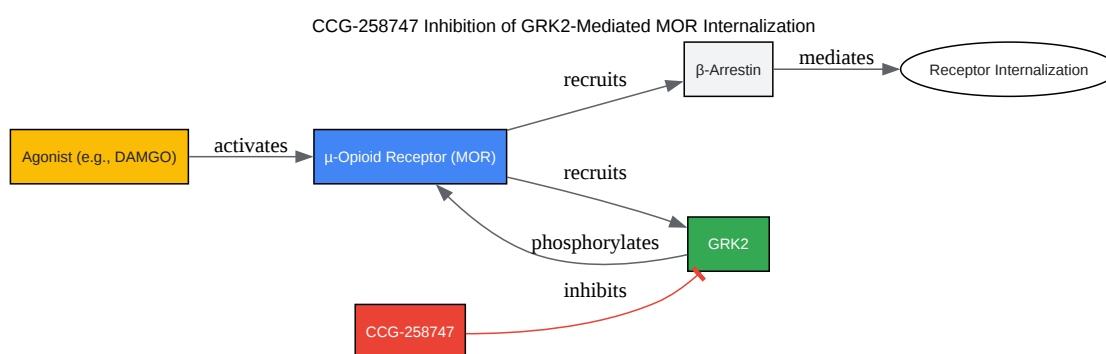 CCG-258747 Inhibition of GRK2-Mediated MOR Internalization
β-Arrestin
mediates
Receptor Internalization
recruits
Agonist (e.g., DAMGO)
activates
µ-Opioid Receptor (MOR)
recruits
phosphorylates
GRK2
inhibits
CCG-258747